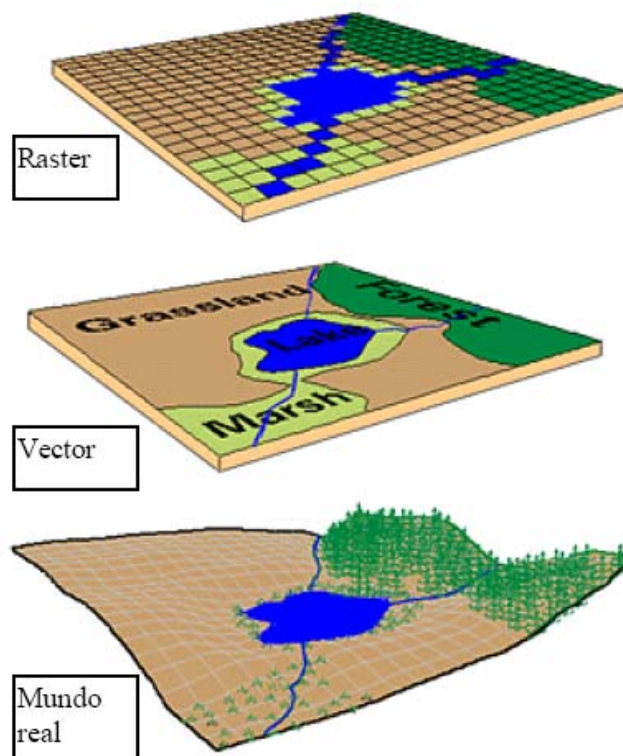 Raster
Grassland
Forest
Lake
Marsh
Vector
Mundo
real